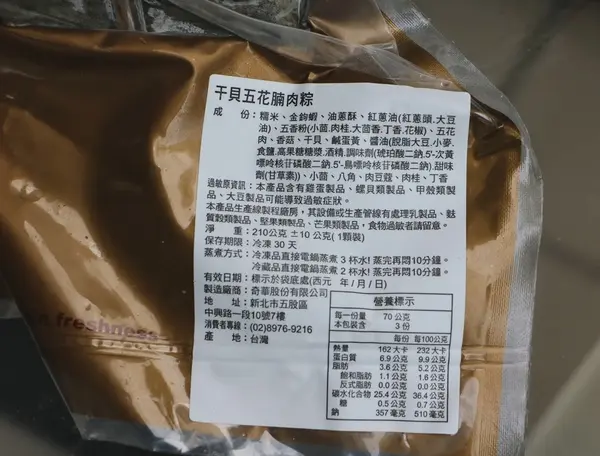 干貝五花腩肉粽
成 份：糯米、金鉤蝦、油蔥酥、紅蔥油(紅蔥頭.大豆
油)、五香粉(小茴.肉桂.大茴香.丁香.花椒)、五花
肉、香菇、干貝、鹹蛋黃、醬油(脫脂大豆.小麥.
食鹽.高果糖糖漿.酒精.調味劑(琥珀酸二鈉.5'-次黃
嘌呤核苷磷酸二鈉.5'-鳥嘌呤核苷磷酸二鈉).甜味
劑(甘草素))、小茴、八角、肉豆蔻、肉桂、丁香
過敏原資訊：本產品含有雞蛋製品、螺貝類製品、甲殼類製
品、大豆製品可能導致過敏症狀。
本產品生產線製程廠房，其設備或生產管線有處理乳製品、麩
質穀類製品、堅果類製品、芒果類製品，食物過敏者請留意。
淨 重：210公克 ±10公克(1顆裝)
保存期限：冷凍 30 天
蒸煮方式：冷凍品直接電鍋蒸煮 3 杯水! 蒸完再悶10分鐘。
冷藏品直接電鍋蒸煮 2 杯水! 蒸完再悶10分鐘。
有效日期：標示於袋底處(西元 年/月/日)
製造廠商：奇華股份有限公司
地 址：新北市五股區
中興路一段10號7樓
消費者專線：(02)8976-9216
產 地：台灣
營養標示
每一份量 70 公克
本包裝含 3 份
每份 每100公克
熱量 162 大卡 232 大卡
蛋白質 6.9 公克 9.9 公克
脂肪 3.6 公克 5.2 公克
飽和脂肪 1.1 公克 1.6 公克
反式脂肪 0.0 公克 0.0 公克
碳水化合物 25.4 公克 36.4 公克
糖 0.5 公克 0.7 公克
鈉 357 毫克 510 毫克
freshness